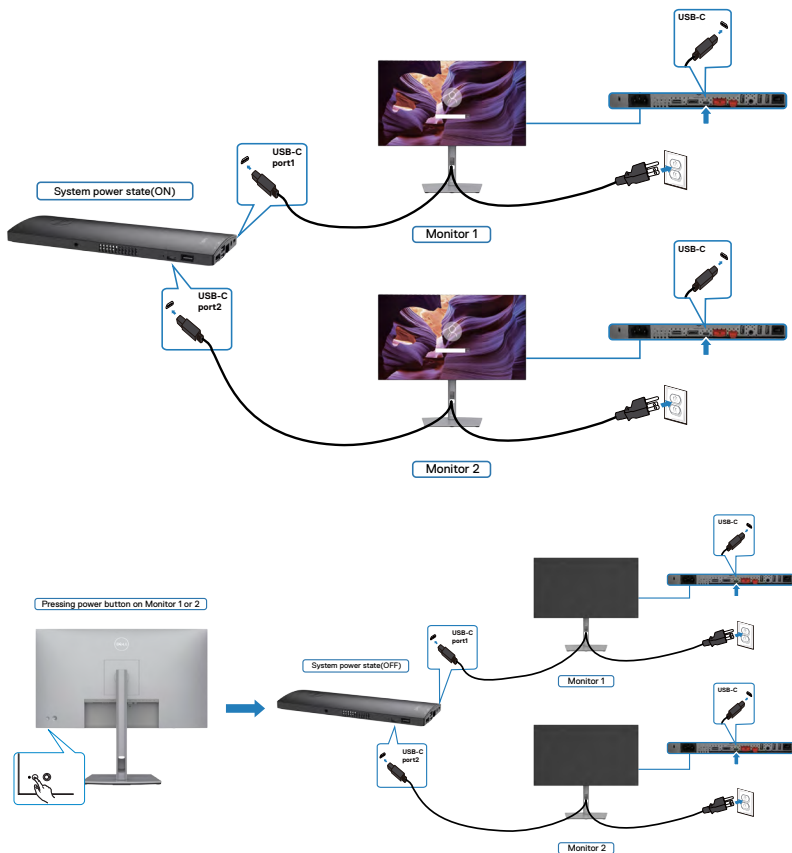 USB-C
USB-C
port1
System power state(ON)
Monitor 1
USB-C
USB-C
port2
Monitor 2
USB-C
Pressing power button on Monitor 1 or 2
DELL
USB-C
port1
System power state(OFF)
Monitor 1
USB-C
USB-C
port2
Monitor 2